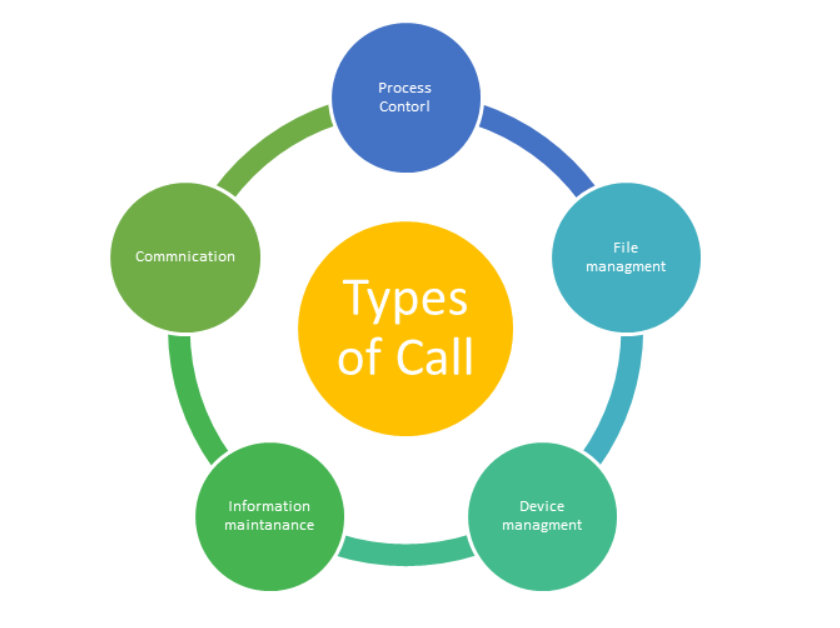 Process
Contorl
File
managment
Device
managment
Information
maintanance
Commnication
Types
of Call